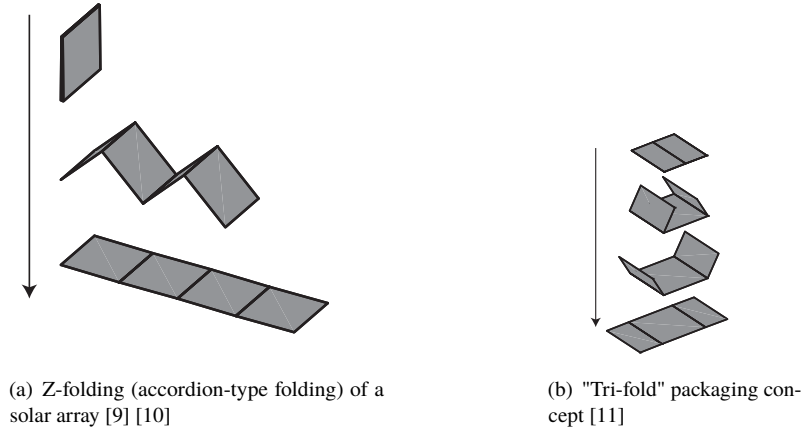 (a) Z-folding (accordion-type folding) of a
solar array [9] [10]
(b) "Tri-fold" packaging con-
cept [11]